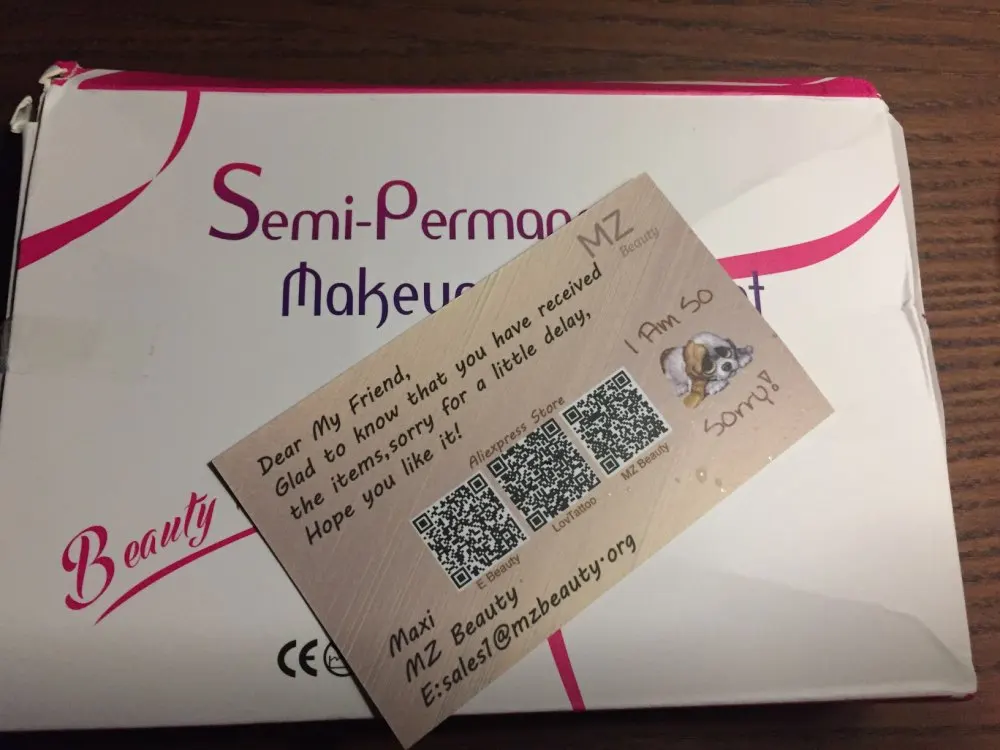 Semi-Perman
Makeu t
Beauty
CE
MZ
Beauty
Dear My Friend,
Glad to know that you have received
the items,sorry for a little delay,
Hope you like it!
I AM SO
SORRY!
Aliexpress Store
E Beauty
LovTattoo
MZ Beauty
Maxi
MZ Beauty
E:sales1@mzbeauty.org